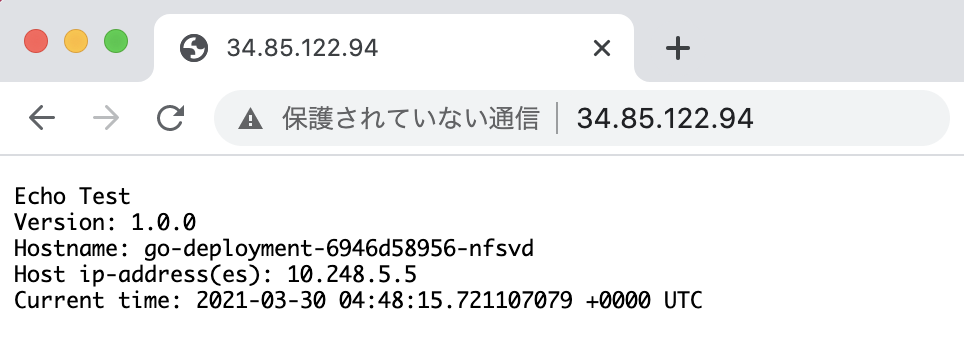 34.85.122.94
保護されていない通信 34.85.122.94
Echo Test
Version: 1.0.0
Hostname: go-deployment-6946d58956-nfsvd
Host ip-address(es): 10.248.5.5
Current time: 2021-03-30 04:48:15.721107079 +0000 UTC